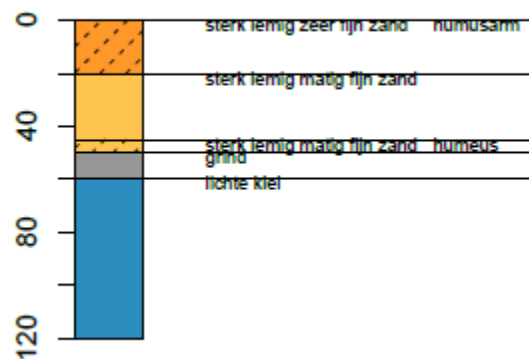 0
sterk lemig zeer fijn zand humusarm
sterk lemig matig fijn zand
40
sterk lemig matig fijn zand humeus
grind
lichte klei
80
120